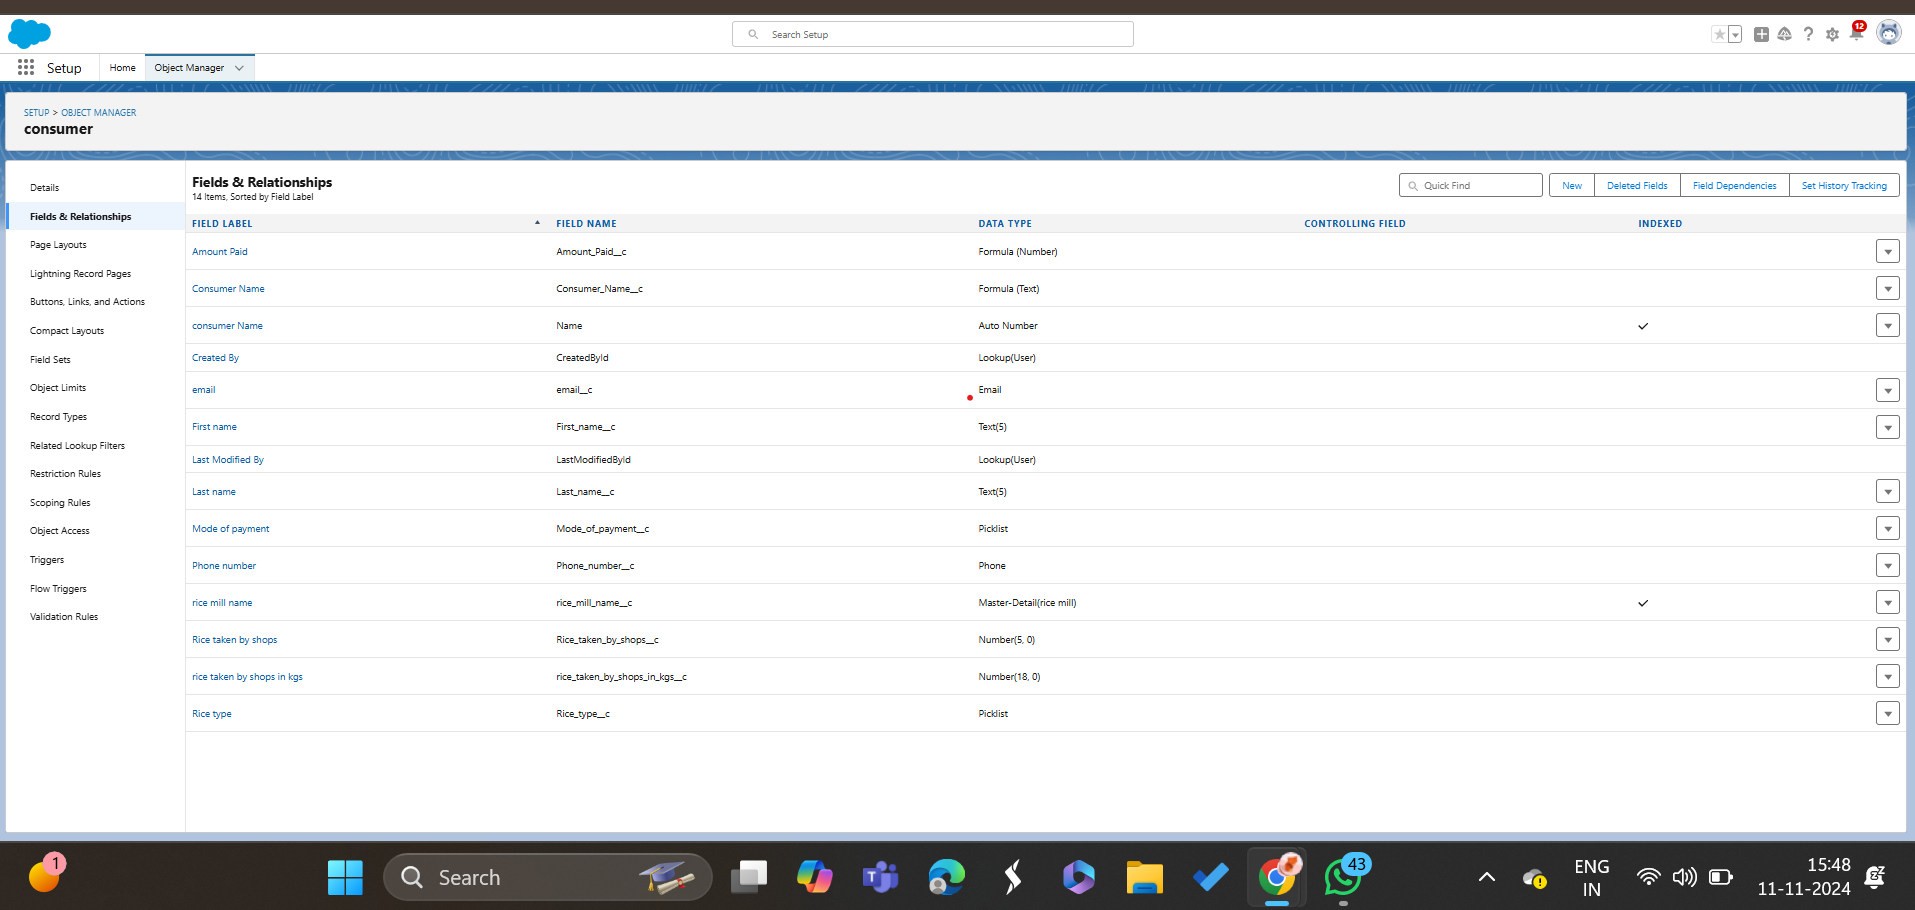 Search Setup
12
Setup
Home
Object Manager
SETUP > OBJECT MANAGER
consumer
Details
Fields & Relationships
Page Layouts
Lightning Record Pages
Buttons, Links, and Actions
Compact Layouts
Field Sets
Object Limits
Record Types
Related Lookup Filters
Restriction Rules
Scoping Rules
Object Access
Triggers
Flow Triggers
Validation Rules
Fields & Relationships
14 Items, Sorted by Field Label
Quick Find
New
Deleted Fields
Field Dependencies
Set History Tracking
FIELD LABEL FIELD NAME DATA TYPE CONTROLLING FIELD INDEXED
Amount Paid Amount_Paid__c Formula (Number)
Consumer Name Consumer_Name__c Formula (Text)
consumer Name Name Auto Number
Created By CreatedById Lookup(User)
email email__c Email
First name First_name__c Text(5)
Last Modified By LastModifiedById Lookup(User)
Last name Last_name__c Text(5)
Mode of payment Mode_of_payment__c Picklist
Phone number Phone_number__c Phone
rice mill name rice_mill_name__c Master-Detail(rice mill)
Rice taken by shops Rice_taken_by_shops__c Number(5, 0)
rice taken by shops in kgs rice_taken_by_shops_in_kgs__c Number(18, 0)
Rice type Rice_type__c Picklist
1
Search
43
ENG
IN
15:48
11-11-2024